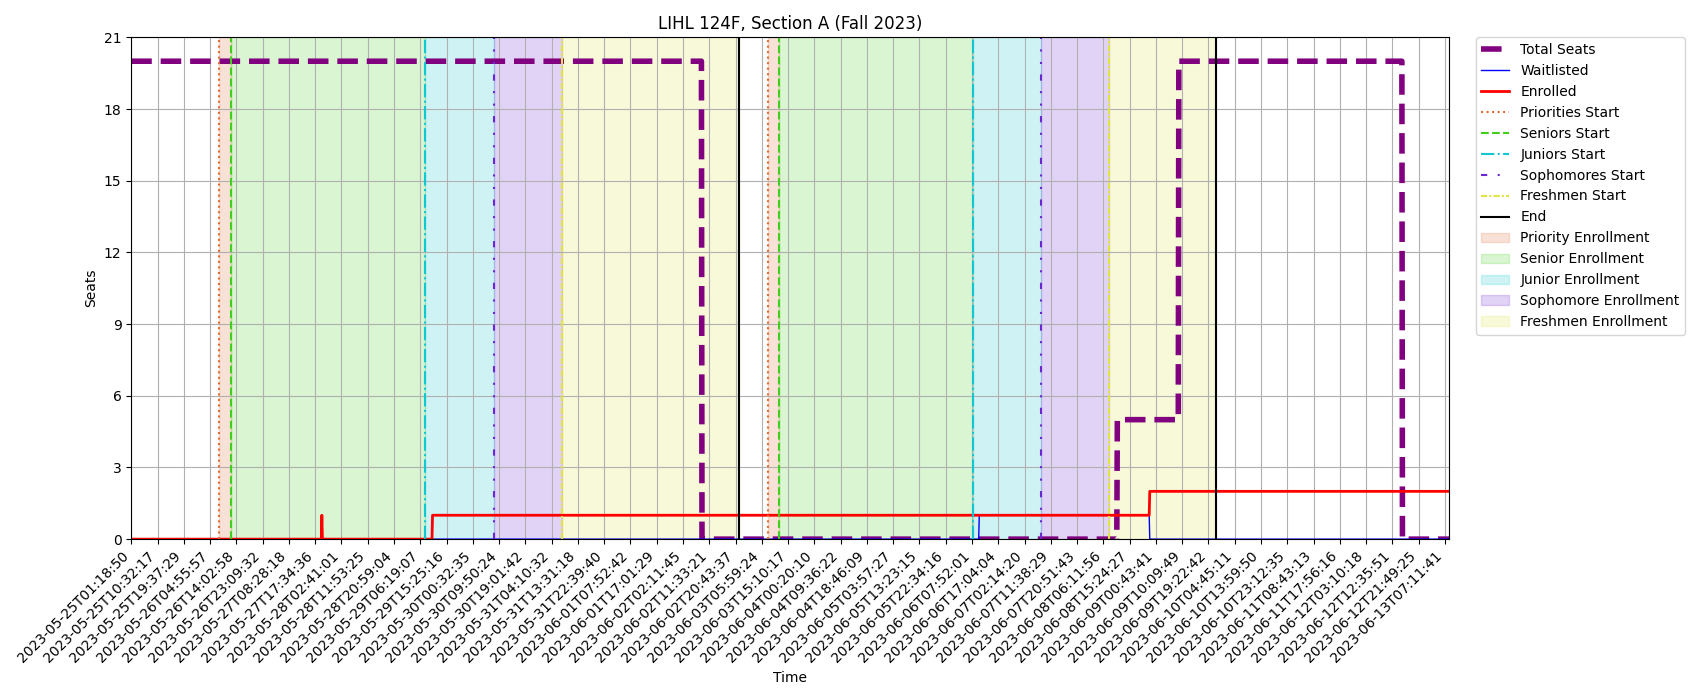 LIHL 124F, Section A (Fall 2023)
21
18
15
12
9
6
3
0
Seats
2023-05-25T01:18:50
2023-05-25T10:32:17
2023-05-25T19:37:29
2023-05-26T04:55:57
2023-05-26T14:02:58
2023-05-26T23:09:32
2023-05-27T08:28:18
2023-05-27T17:34:36
2023-05-28T02:41:01
2023-05-28T11:53:25
2023-05-28T20:59:04
2023-05-29T06:19:07
2023-05-29T15:25:16
2023-05-30T00:32:35
2023-05-30T09:50:24
2023-05-30T19:01:42
2023-05-31T04:10:32
2023-05-31T13:31:18
2023-05-31T22:39:40
2023-06-01T07:52:42
2023-06-01T17:01:29
2023-06-02T02:11:45
2023-06-02T11:33:21
2023-06-02T20:43:37
2023-06-03T05:59:24
2023-06-03T15:10:17
2023-06-04T00:20:10
2023-06-04T09:36:22
2023-06-04T18:46:09
2023-06-05T03:57:27
2023-06-05T13:23:15
2023-06-05T22:34:16
2023-06-06T07:52:01
2023-06-06T17:04:04
2023-06-07T02:14:20
2023-06-07T11:38:29
2023-06-07T20:51:43
2023-06-08T06:11:56
2023-06-08T15:24:27
2023-06-09T00:43:41
2023-06-09T10:09:49
2023-06-09T19:22:42
2023-06-10T04:45:11
2023-06-10T13:59:50
2023-06-10T23:12:35
2023-06-11T08:43:13
2023-06-11T17:56:16
2023-06-12T03:10:18
2023-06-12T12:35:51
2023-06-12T21:49:25
2023-06-13T07:11:41
Time
Total Seats
Waitlisted
Enrolled
Priorities Start
Seniors Start
Juniors Start
Sophomores Start
Freshmen Start
End
Priority Enrollment
Senior Enrollment
Junior Enrollment
Sophomore Enrollment
Freshmen Enrollment